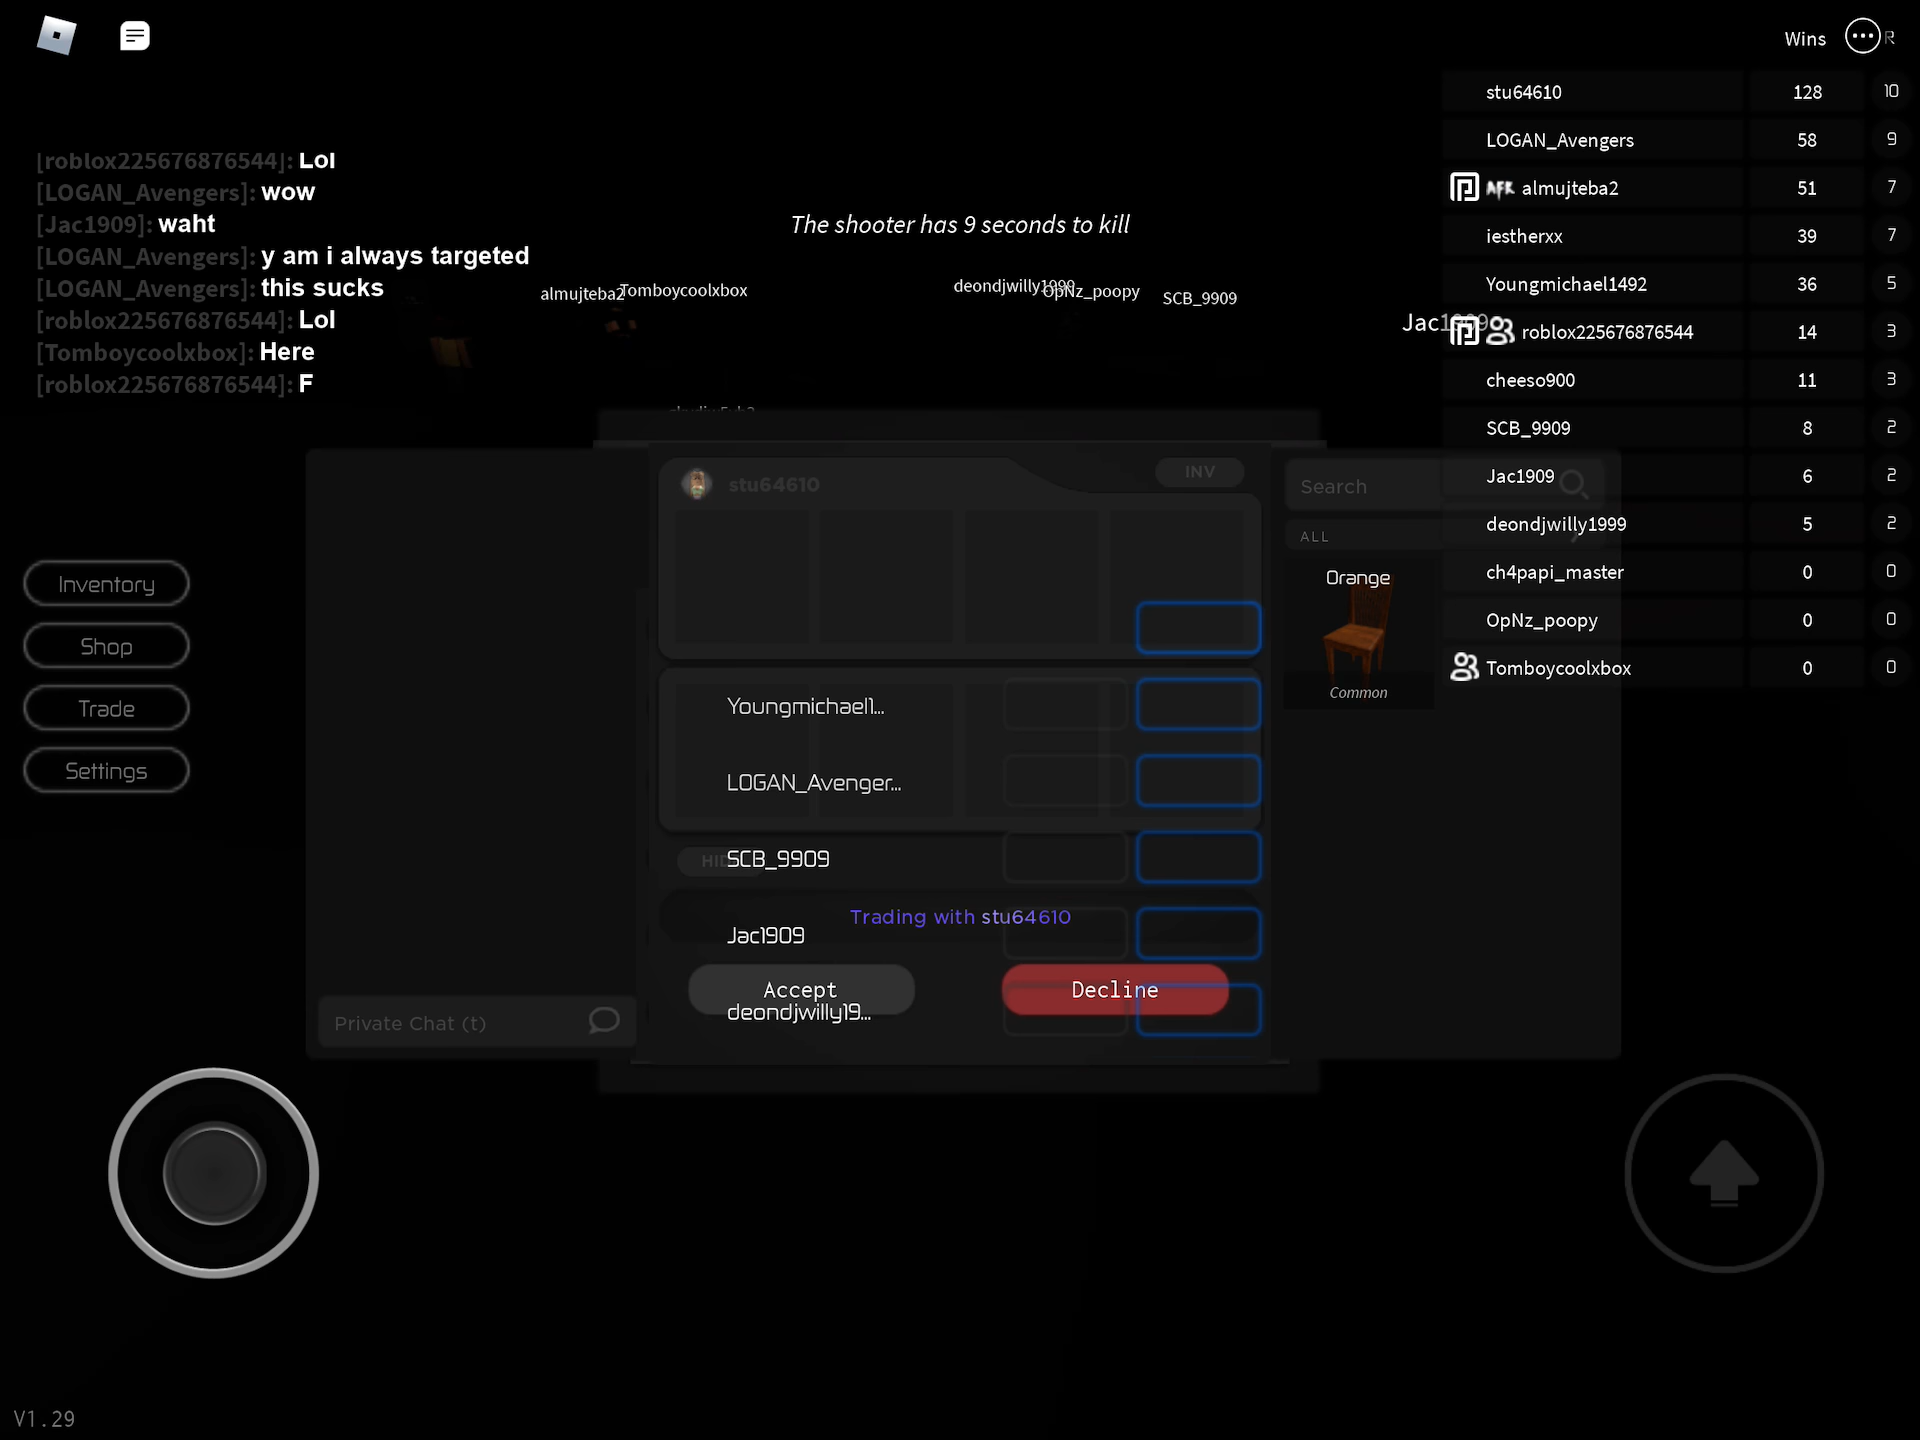 Wins R
[roblox225676876544]: Lol
[LOGAN_Avengers]: wow
[Jac1909]: waht
[LOGAN_Avengers]: y am i always targeted
[LOGAN_Avengers]: this sucks
[roblox225676876544]: Lol
[Tomboycoolxbox]: Here
[roblox225676876544]: F
The shooter has 9 seconds to kill
almujteba2
Tomboycoolxbox
deondjwilly1999
OpNz_poopy
SCB_9909
Jac1909
stu64610 128 10
LOGAN_Avengers 58 9
AFK almujteba2 51 7
iestherxx 39 7
Youngmichael1492 36 5
roblox225676876544 14 3
cheeso900 11 3
SCB_9909 8 2
Jac1909 6 2
deondjwilly1999 5 2
ch4papi_master 0 0
OpNz_poopy 0 0
Tomboycoolxbox 0 0
Inventory
Shop
Trade
Settings
stu64610
INV
Youngmichael1...
LOGAN_Avenger...
SCB_9909
Jac1909
Trading with stu64610
Accept
Decline
deondjwilly19...
Private Chat (t)
Search
ALL
Orange
Common
V1.29